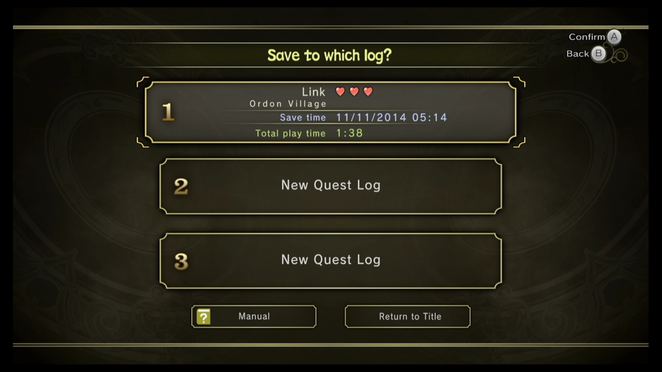 Confirm A
Back B
Save to which log?
1
Link
Ordon Village
Save time 11/11/2014 05:14
Total play time 1:38
2 New Quest Log
3 New Quest Log
? Manual
Return to Title